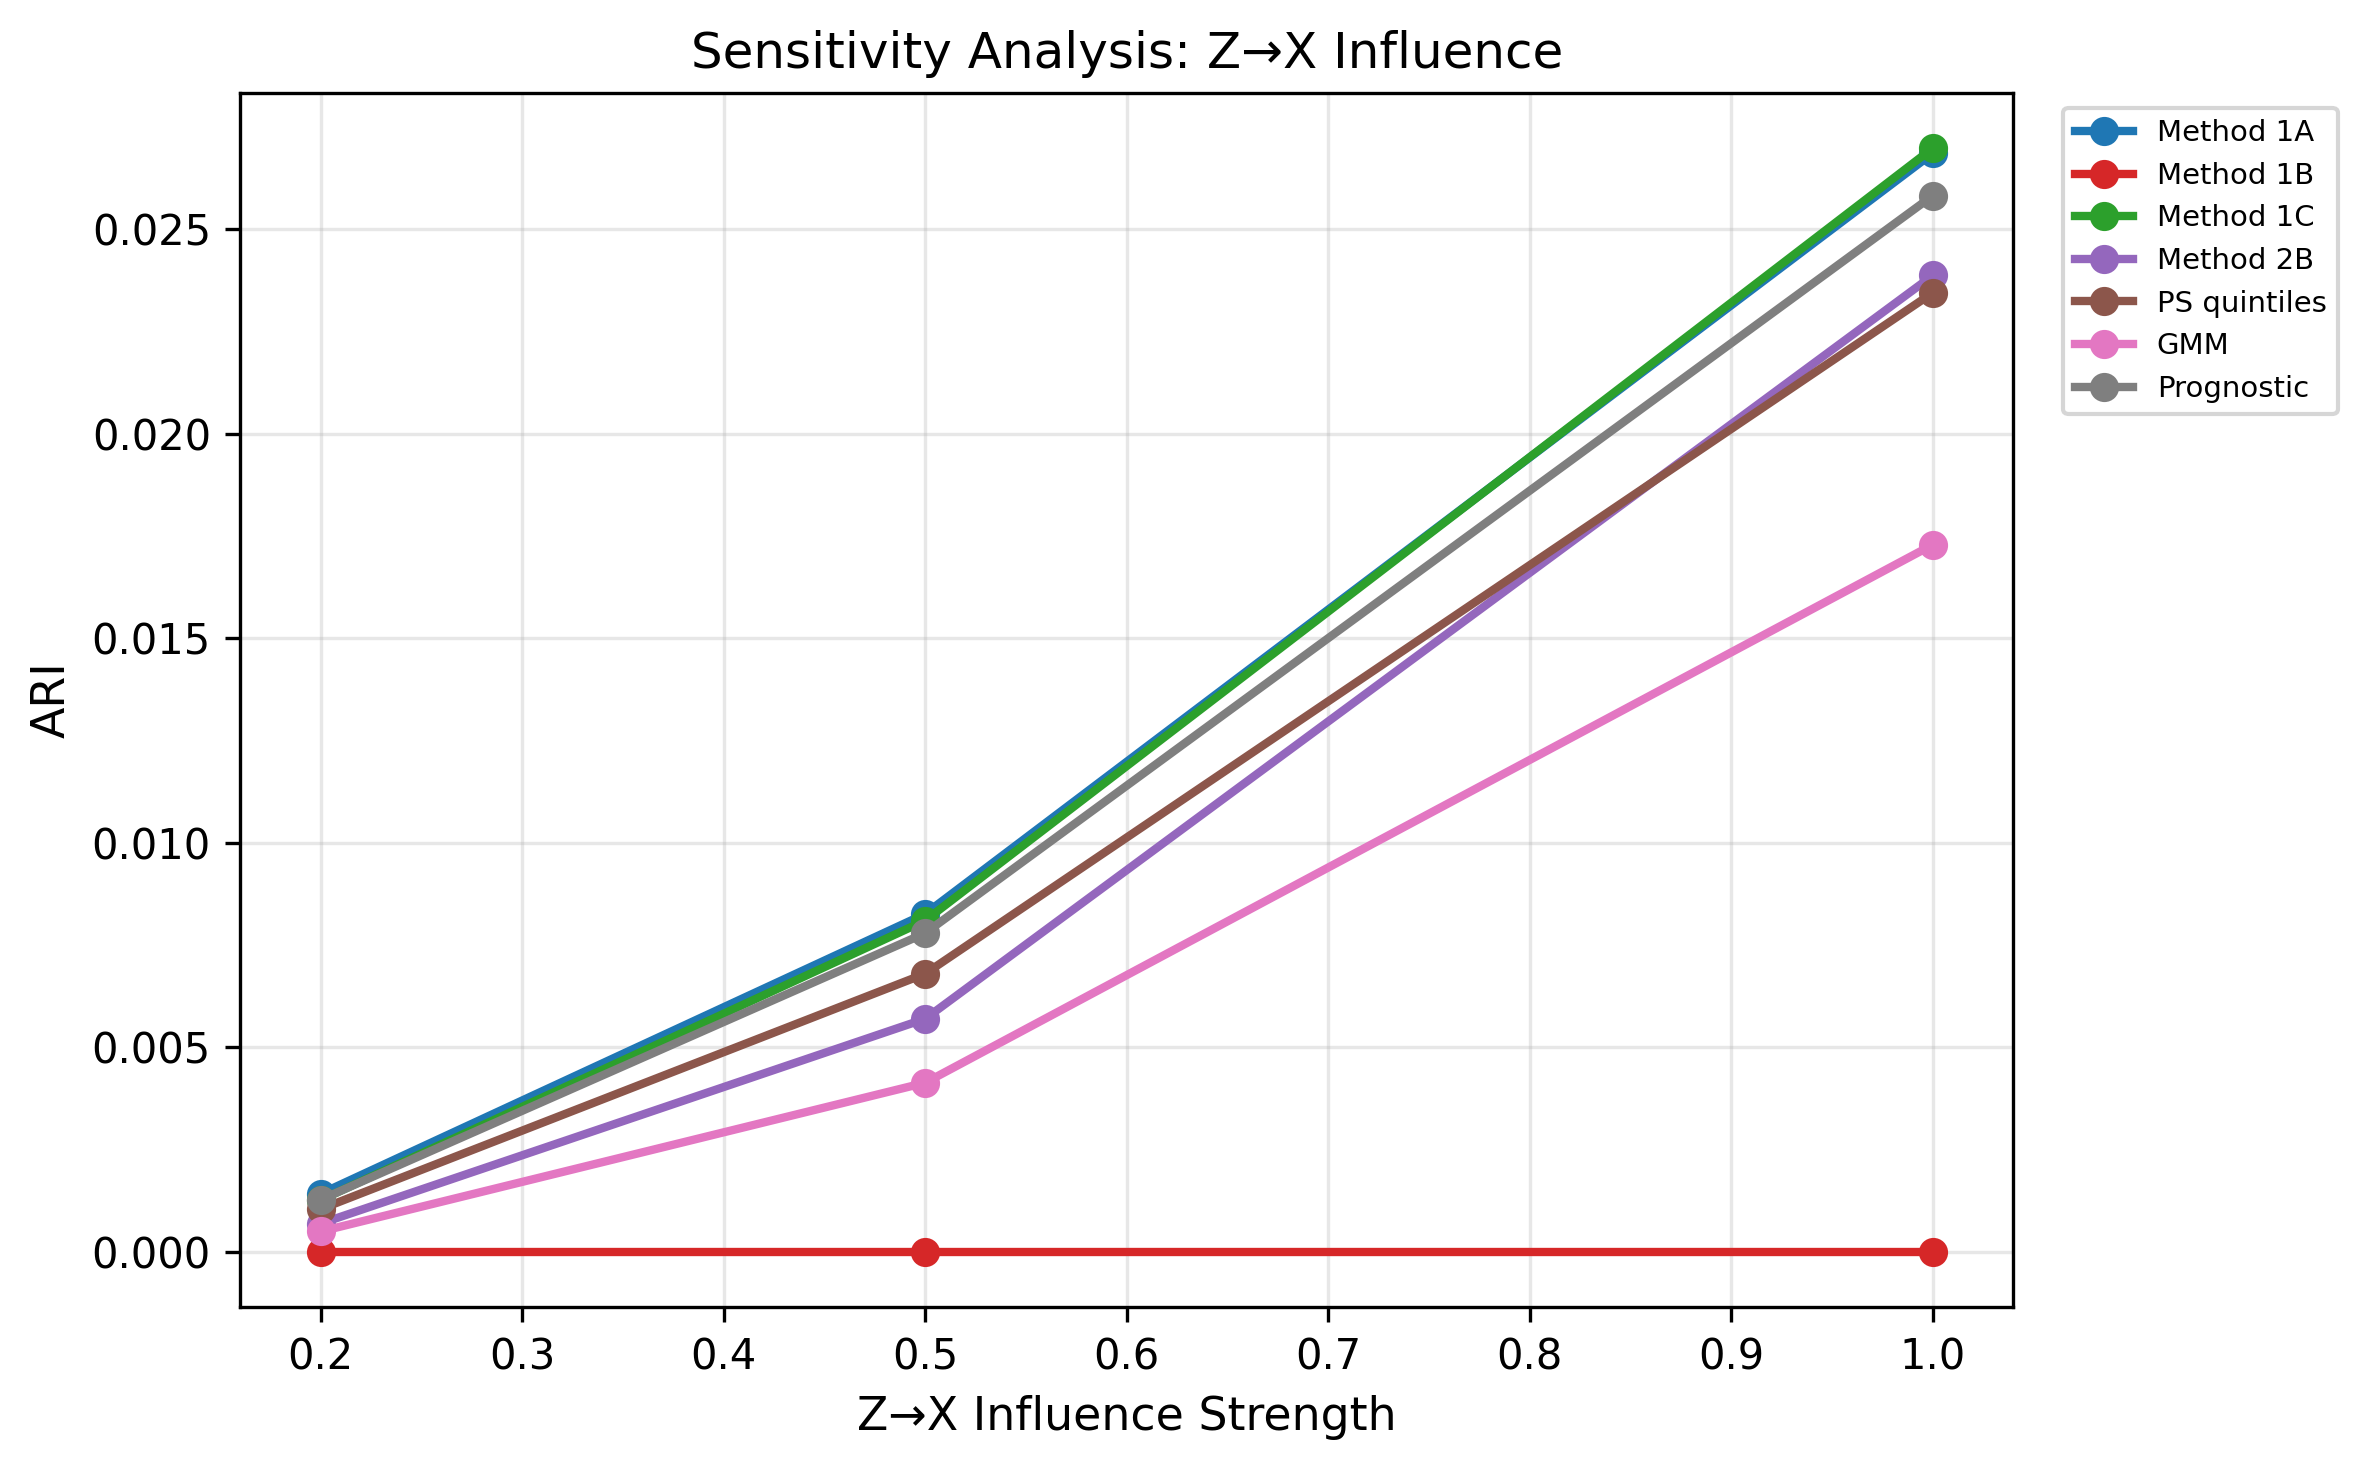 Sensitivity Analysis: Z→X Influence
Method 1A
Method 1B
Method 1C
Method 2B
PS quintiles
GMM
Prognostic
0.025
0.020
0.015
0.010
0.005
0.000
ARI
0.2 0.3 0.4 0.5 0.6 0.7 0.8 0.9 1.0
Z→X Influence Strength